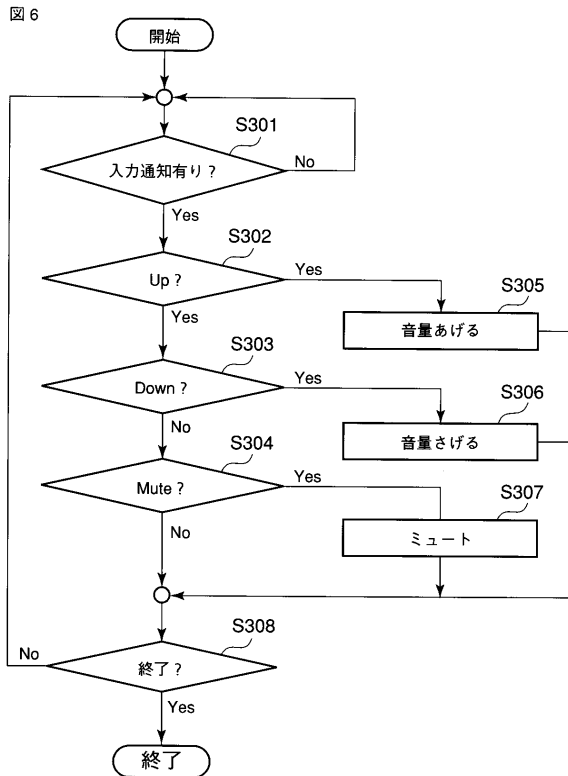 図 6
開始
S301
入力通知有り ?
No
Yes
S302
Up ?
Yes
S305
音量あげる
Yes
S303
Down ?
Yes
S306
音量さげる
No
S304
Mute ?
Yes
S307
ミュート
No
S308
終了 ?
No
Yes
終了